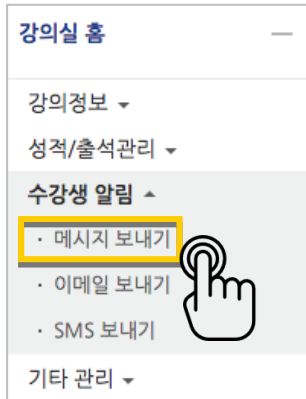 강의실 홈
강의정보
성적/출석관리
수강생 알림
· 메시지 보내기
· 이메일 보내기
· SMS 보내기
기타 관리